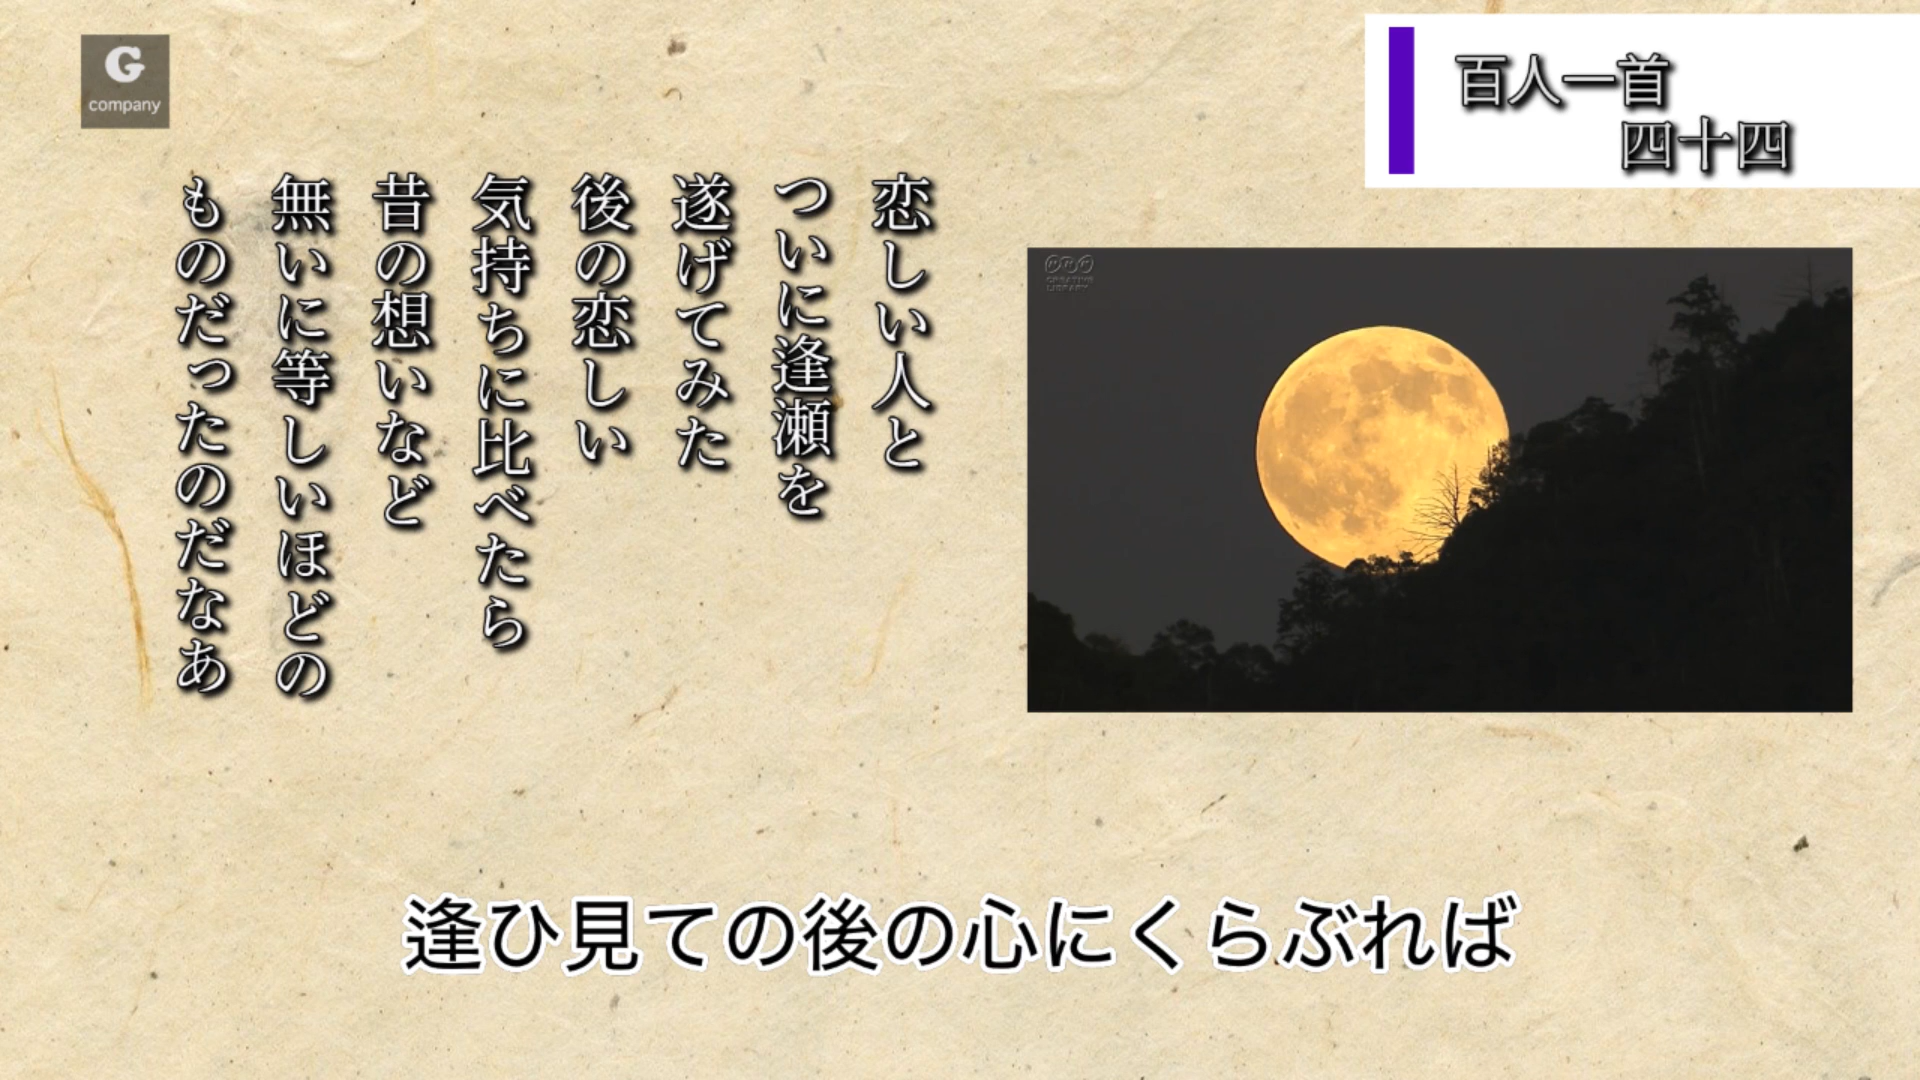 G
company
百人一首
四十四
恋しい人と
ついに逢瀬を
遂げてみた
後の恋しい
気持ちに比べたら
昔の想いなど
無いに等しいほどの
ものだったのだなあ
NHK
CREATIVE
LIBRARY
逢ひ見ての後の心にくらぶれば